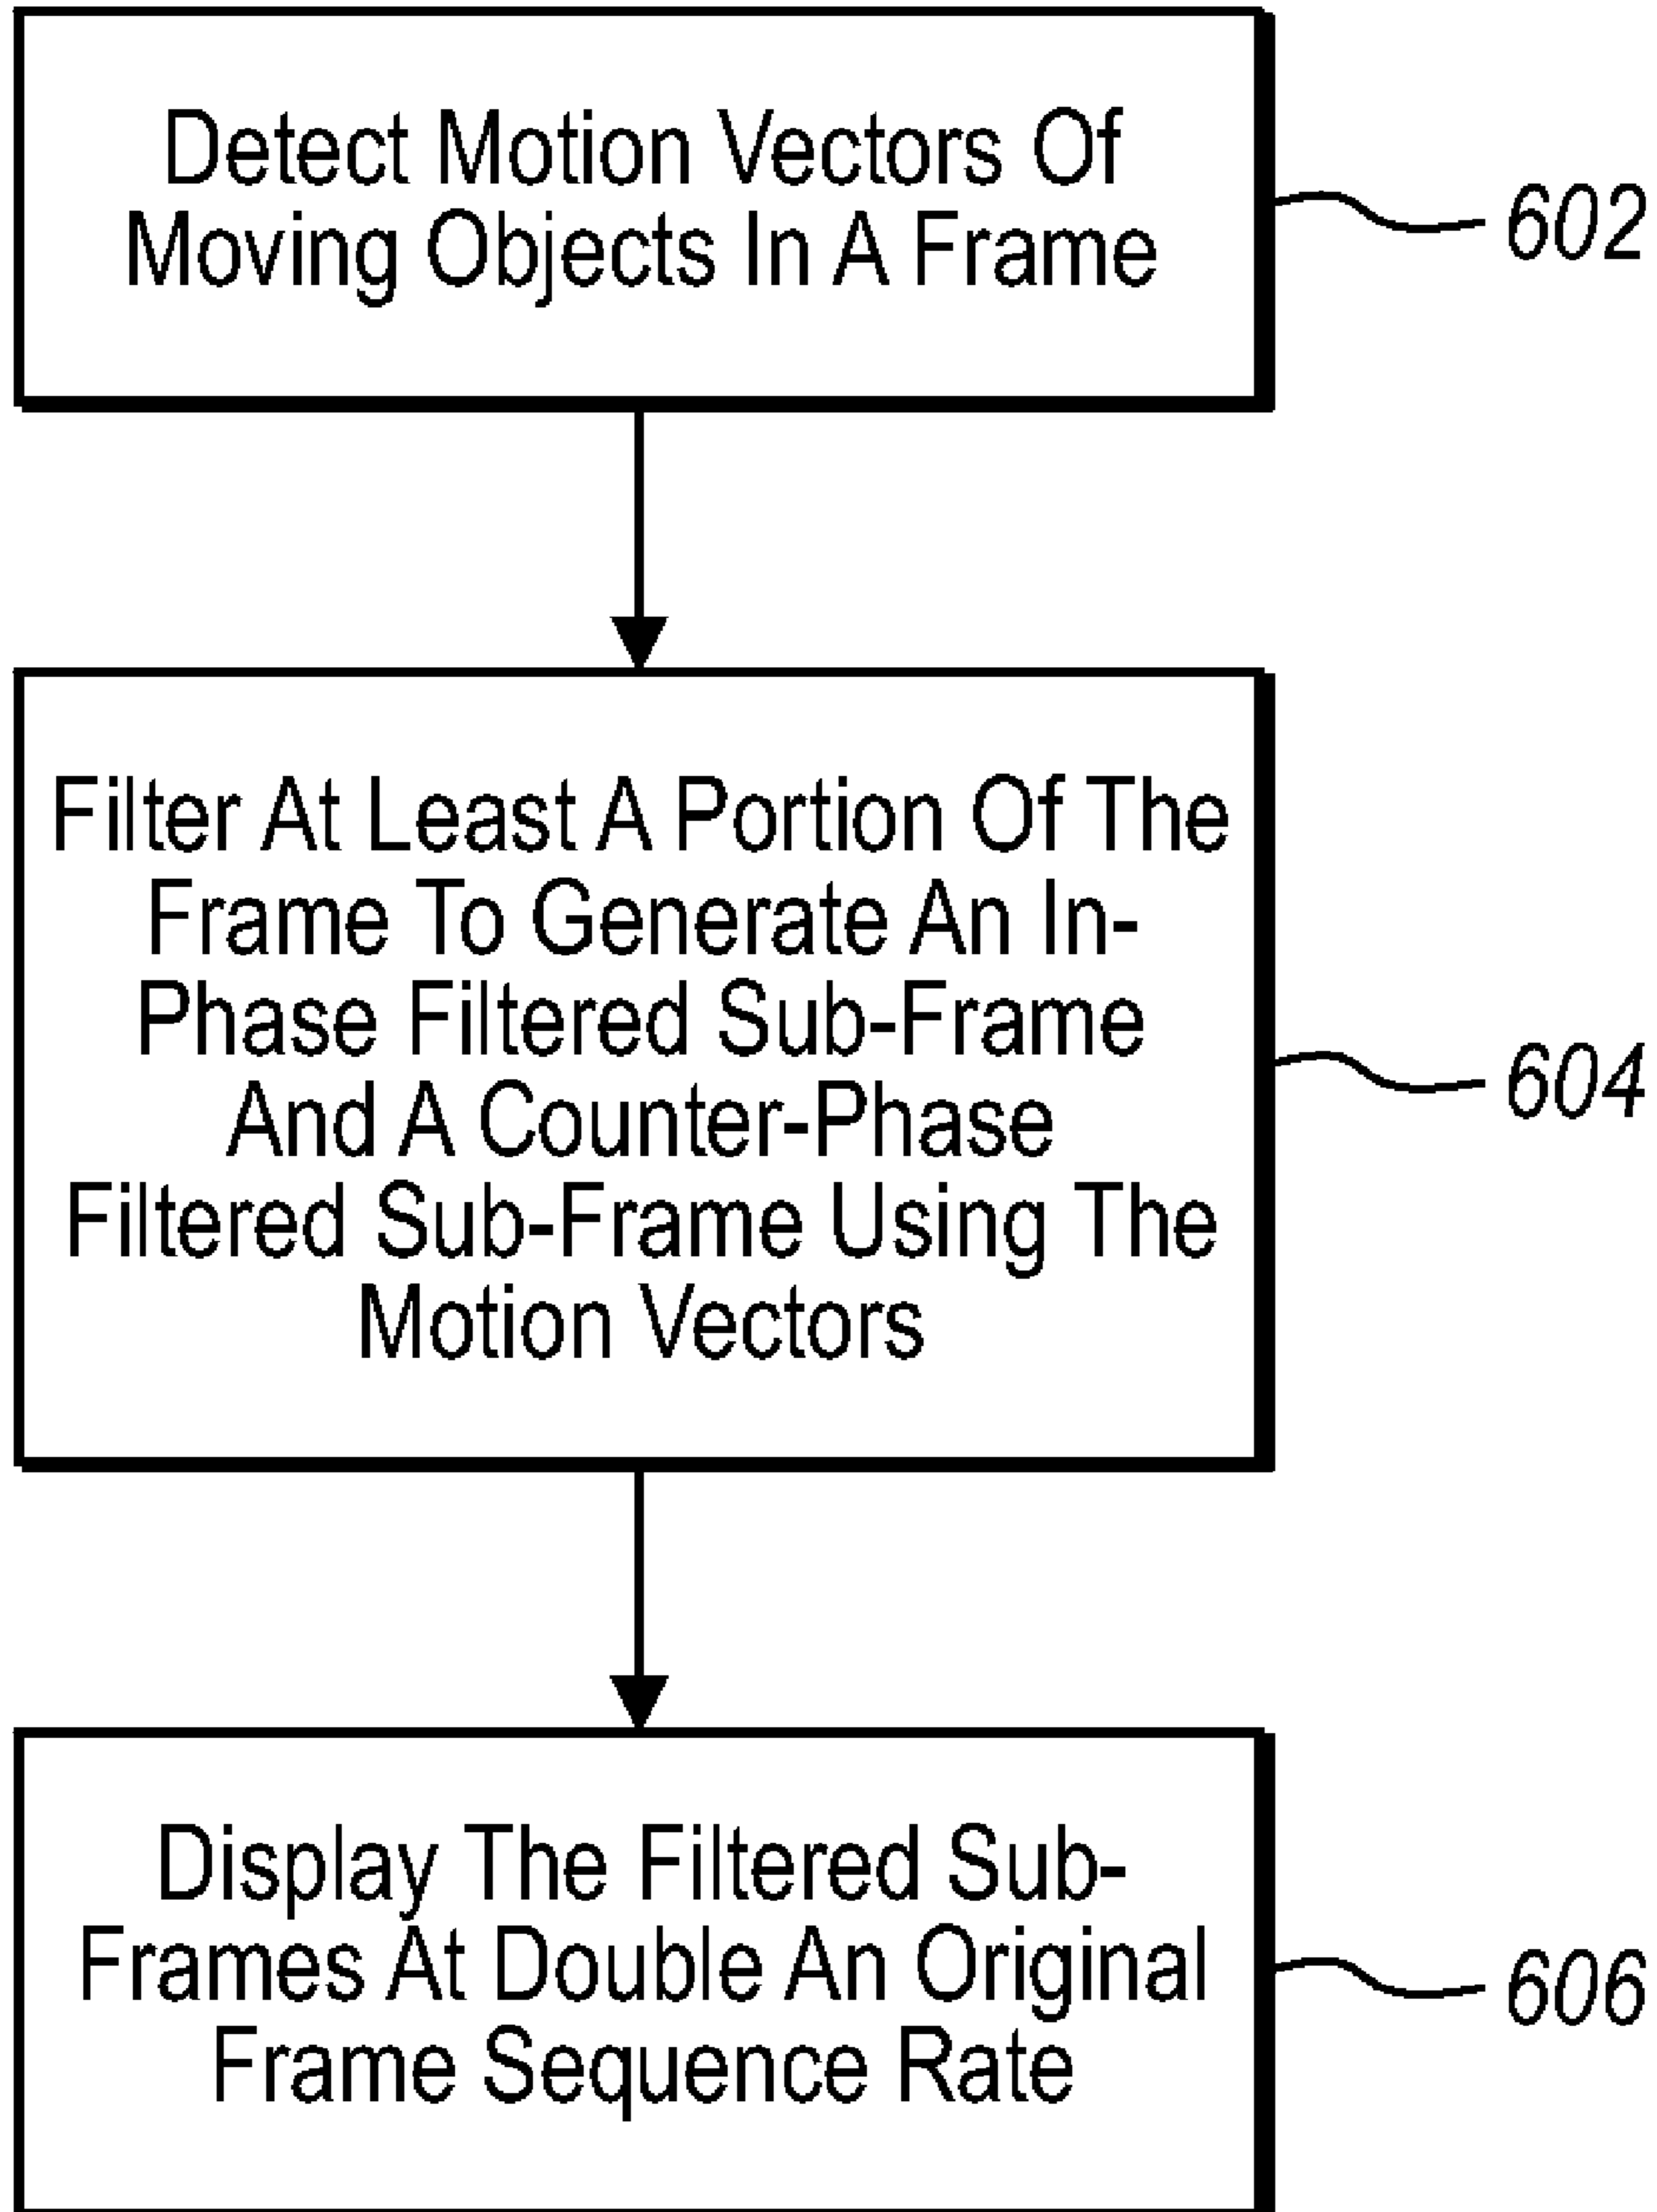 Detect Motion Vectors Of
Moving Objects In A Frame
602
Filter At Least A Portion Of The
Frame To Generate An In-
Phase Filtered Sub-Frame
And A Counter-Phase
Filtered Sub-Frame Using The
Motion Vectors
604
Display The Filtered Sub-
Frames At Double An Original
Frame Sequence Rate
606